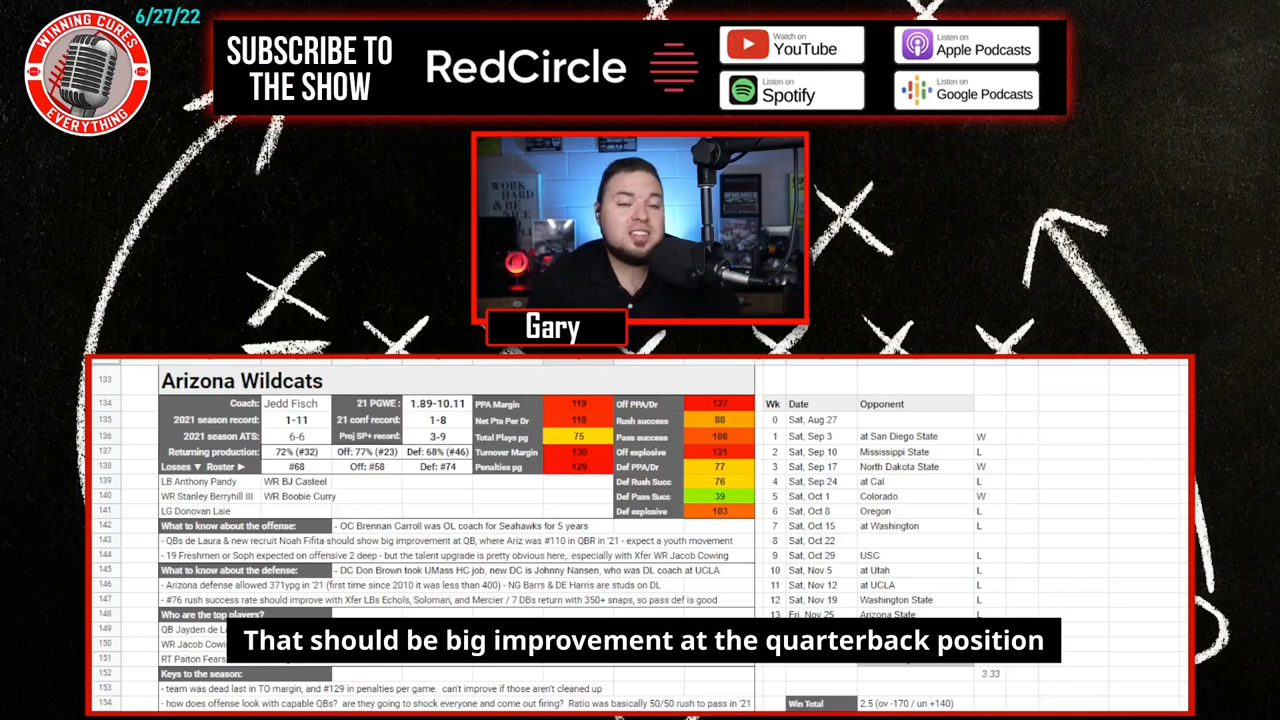 6/27/22
WINNING CURES
EVERYTHING
SUBSCRIBE TO
THE SHOW
RedCircle
Watch on
YouTube
Listen on
Spotify
Listen on
Apple Podcasts
Listen on
Google Podcasts
WORK
HARD
& BE
NICE
Gary
133 Arizona Wildcats
134 Coach: Jedd Fisch 21 PGWE : 1.89-10.11 PPA Margin 119 Off PPA/Dr 127 Wk Date Opponent
135 2021 season record: 1-11 21 conf record: 1-8 Net Pts Per Dr 118 Rush success 88 0 Sat, Aug 27
136 2021 season ATS: 6-6 Proj SP+ record: 3-9 Total Plays pg 75 Pass success 108 1 Sat, Sep 3 at San Diego State W
137 Returning production: 72% (#32) Off: 77% (#23) Def: 68% (#46) Turnover Margin 130 Off explosive 121 2 Sat, Sep 10 Mississippi State L
138 Losses ▼ Roster ► #68 Off: #58 Def: #74 Penalties pg 129 Def PPA/Dr 77 3 Sat, Sep 17 North Dakota State W
139 LB Anthony Pandy WR BJ Casteel Def Rush Succ 76 4 Sat, Sep 24 at Cal L
140 WR Stanley Berryhill III WR Boobie Curry Def Pass Succ 39 5 Sat, Oct 1 Colorado W
141 LG Donovan Laie Def explosive 103 6 Sat, Oct 8 Oregon L
142 What to know about the offense: - OC Brennan Carroll was OL coach for Seahawks for 5 years 7 Sat, Oct 15 at Washington L
143 - QBs de Laura & new recruit Noah Fifita should show big improvement at QB, where Ariz was #110 in QBR in '21 - expect a youth movement 8 Sat, Oct 22
144 - 19 Freshmen or Soph expected on offensive 2 deep - but the talent upgrade is pretty obvious here,. especially with Xfer WR Jacob Cowing 9 Sat, Oct 29 USC L
145 What to know about the defense: - DC Don Brown took UMass HC job, new DC is Johnny Nansen, who was DL coach at UCLA 10 Sat, Nov 5 at Utah L
146 - Arizona defense allowed 371ypg in '21 (first time since 2010 it was less than 400) - NG Barrs & DE Harris are studs on DL 11 Sat, Nov 12 at UCLA L
147 - #76 rush success rate should improve with Xfer LBs Echols, Soloman, and Mercier / 7 DBs return with 350+ snaps, so pass def is good 12 Sat, Nov 19 Washington State L
148 Who are the top players? 13 Fri, Nov 25 Arizona State
149 QB Jayden de L
That should be big improvement at the quarterback position
150 WR Jacob Cowi
151 RT Paiton Fears
152 Keys to the season: 3.33
153 - team was dead last in TO margin, and #129 in penalties per game. can't improve if those aren't cleaned up
154 - how does offense look with capable QBs? are they going to shock everyone and come out firing? Ratio was basically 50/50 rush to pass in '21 Win Total 2.5 (ov -170 / un +140)